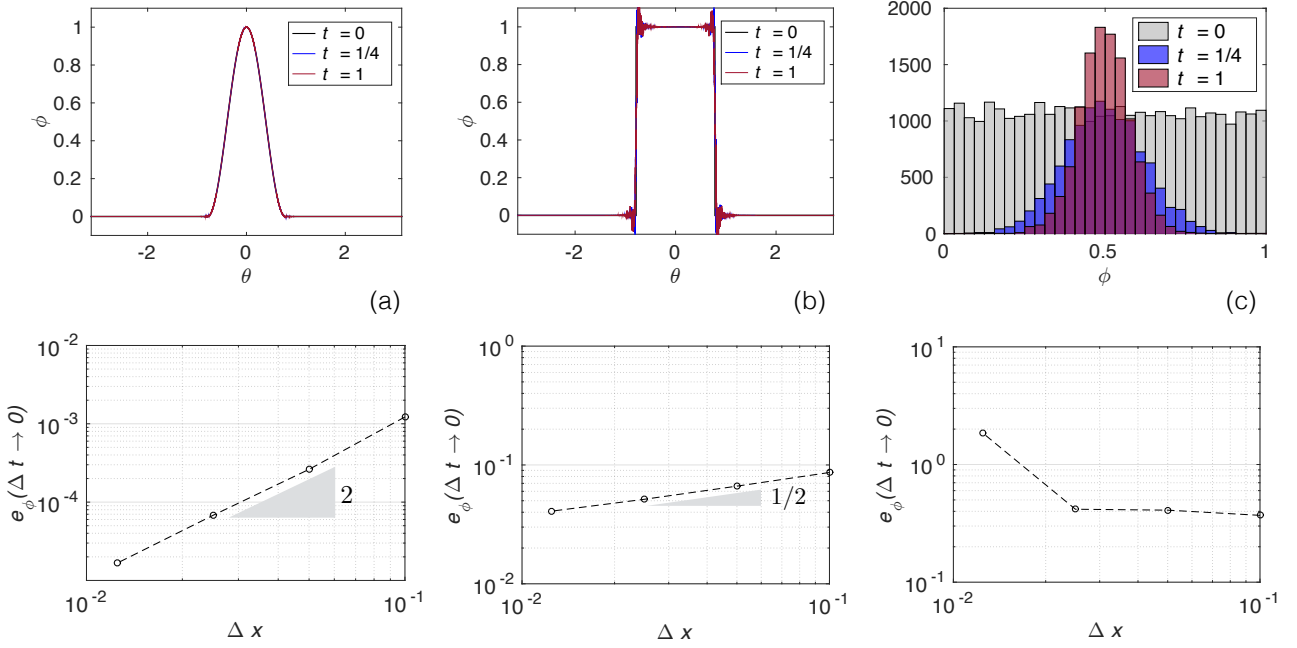 1
0.8
0.6
0.4
0.2
0
ϕ
-2
0
2
θ
t = 0
t = 1/4
t = 1
(a)
1
0.8
0.6
0.4
0.2
0
ϕ
-2
0
2
θ
t = 0
t = 1/4
t = 1
(b)
2000
1500
1000
500
0
0
0.5
1
ϕ
t = 0
t = 1/4
t = 1
(c)
10^-2
10^-3
10^-4
e_ϕ(Δ t → 0)
2
10^-2
10^-1
Δ x
10^0
10^-1
10^-2
e_ϕ(Δ t → 0)
1/2
10^-2
10^-1
Δ x
10^1
10^0
10^-1
e_ϕ(Δ t → 0)
10^-2
10^-1
Δ x